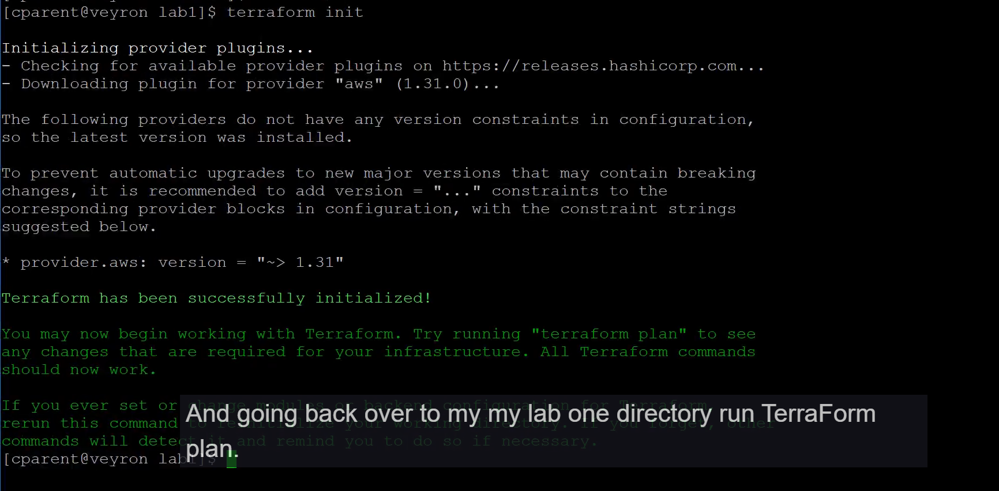 [cparent@veyron lab1]$ terraform init
Initializing provider plugins...
- Checking for available provider plugins on https://releases.hashicorp.com...
- Downloading plugin for provider "aws" (1.31.0)...
The following providers do not have any version constraints in configuration,
so the latest version was installed.
To prevent automatic upgrades to new major versions that may contain breaking
changes, it is recommended to add version = "..." constraints to the
corresponding provider blocks in configuration, with the constraint strings
suggested below.
* provider.aws: version = "~> 1.31"
Terraform has been successfully initialized!
You may now begin working with Terraform. Try running "terraform plan" to see
any changes that are required for your infrastructure. All Terraform commands
should now work.
If you ever set or change modules or backend configuration for Terraform,
rerun this command to reinitialize your working directory. If you forget, other
commands will detect it and remind you to do so if necessary.
[cparent@veyron lab1]$
And going back over to my my lab one directory run TerraForm
plan.